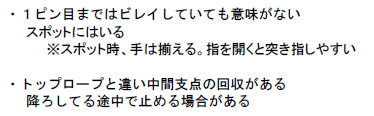 ・１ピン目まではビレイしていても意味がない
スポットにはいる
※スポット時、手は揃える。指を開くと突き指しやすい
・トップロープと違い中間支点の回収がある
降ろしてる途中で止める場合がある